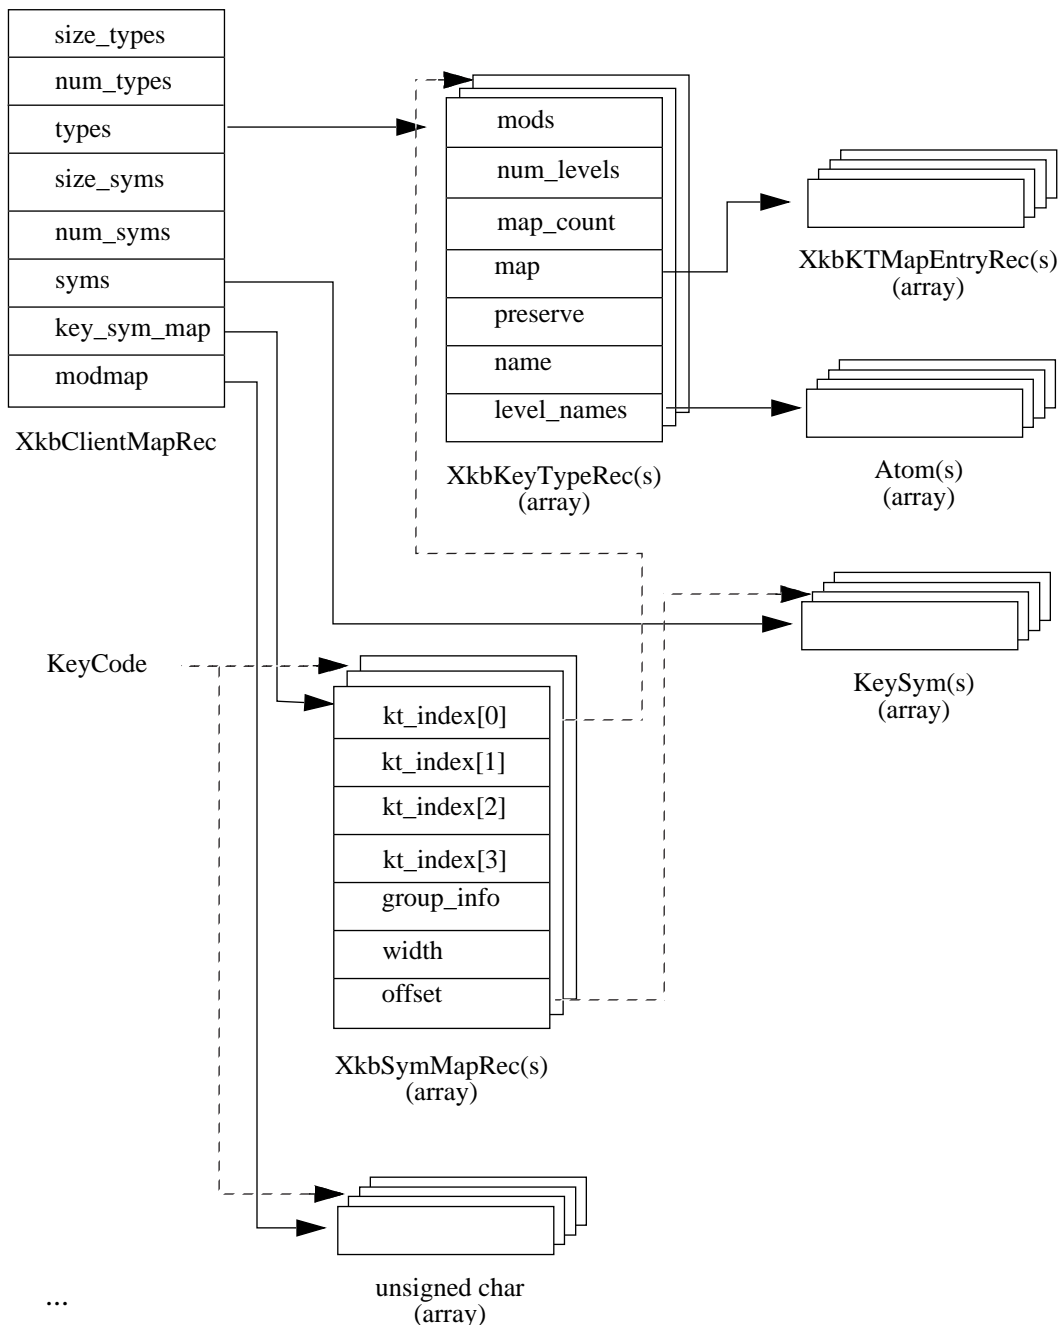 size_types
num_types
types
size_syms
num_syms
syms
key_sym_map
modmap
XkbClientMapRec
mods
num_levels
map_count
map
preserve
name
level_names
XkbKeyTypeRec(s)
(array)
XkbKTMapEntryRec(s)
(array)
Atom(s)
(array)
KeySym(s)
(array)
KeyCode
kt_index[0]
kt_index[1]
kt_index[2]
kt_index[3]
group_info
width
offset
XkbSymMapRec(s)
(array)
unsigned char
(array)
...